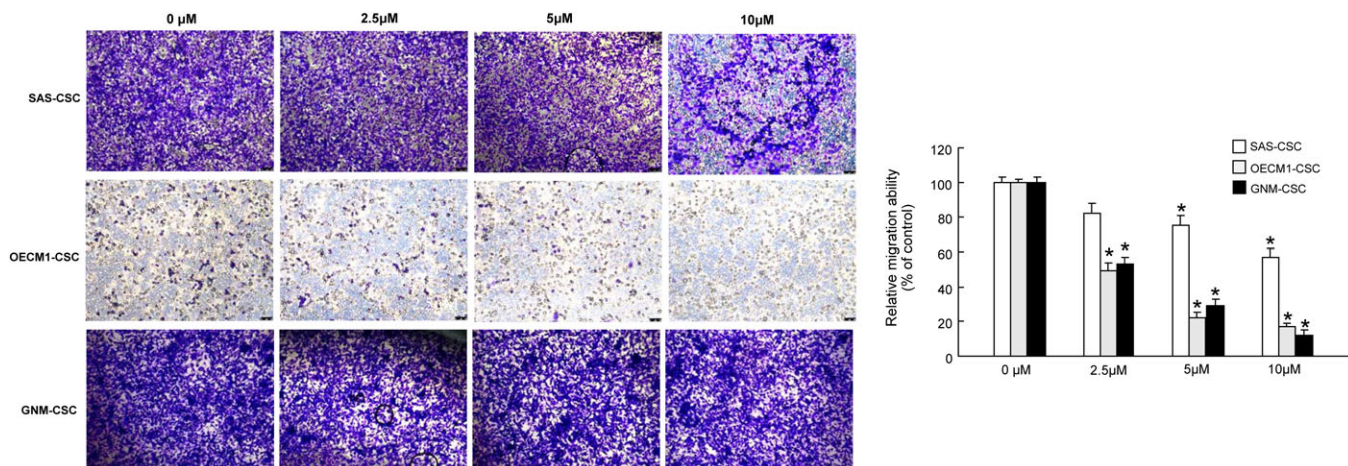 0 µM 2.5µM 5µM 10µM
SAS-CSC
OECM1-CSC
GNM-CSC
SAS-CSC
OECM1-CSC
GNM-CSC
Relative migration ability
(% of control)
120
100
80
60
40
20
0
* * * * * * * *
0 µM 2.5µM 5µM 10µM